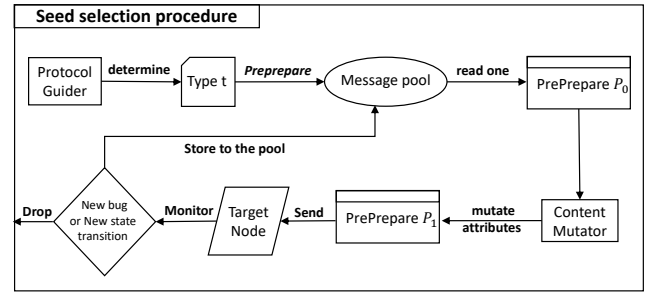 Seed selection procedure
Protocol
Guider
determine
Type t
Preprepare
Message pool
read one
PrePrepare P₀
Store to the pool
Drop
New bug
or New state
transition
Monitor
Target
Node
Send
PrePrepare P₁
mutate
attributes
Content
Mutator